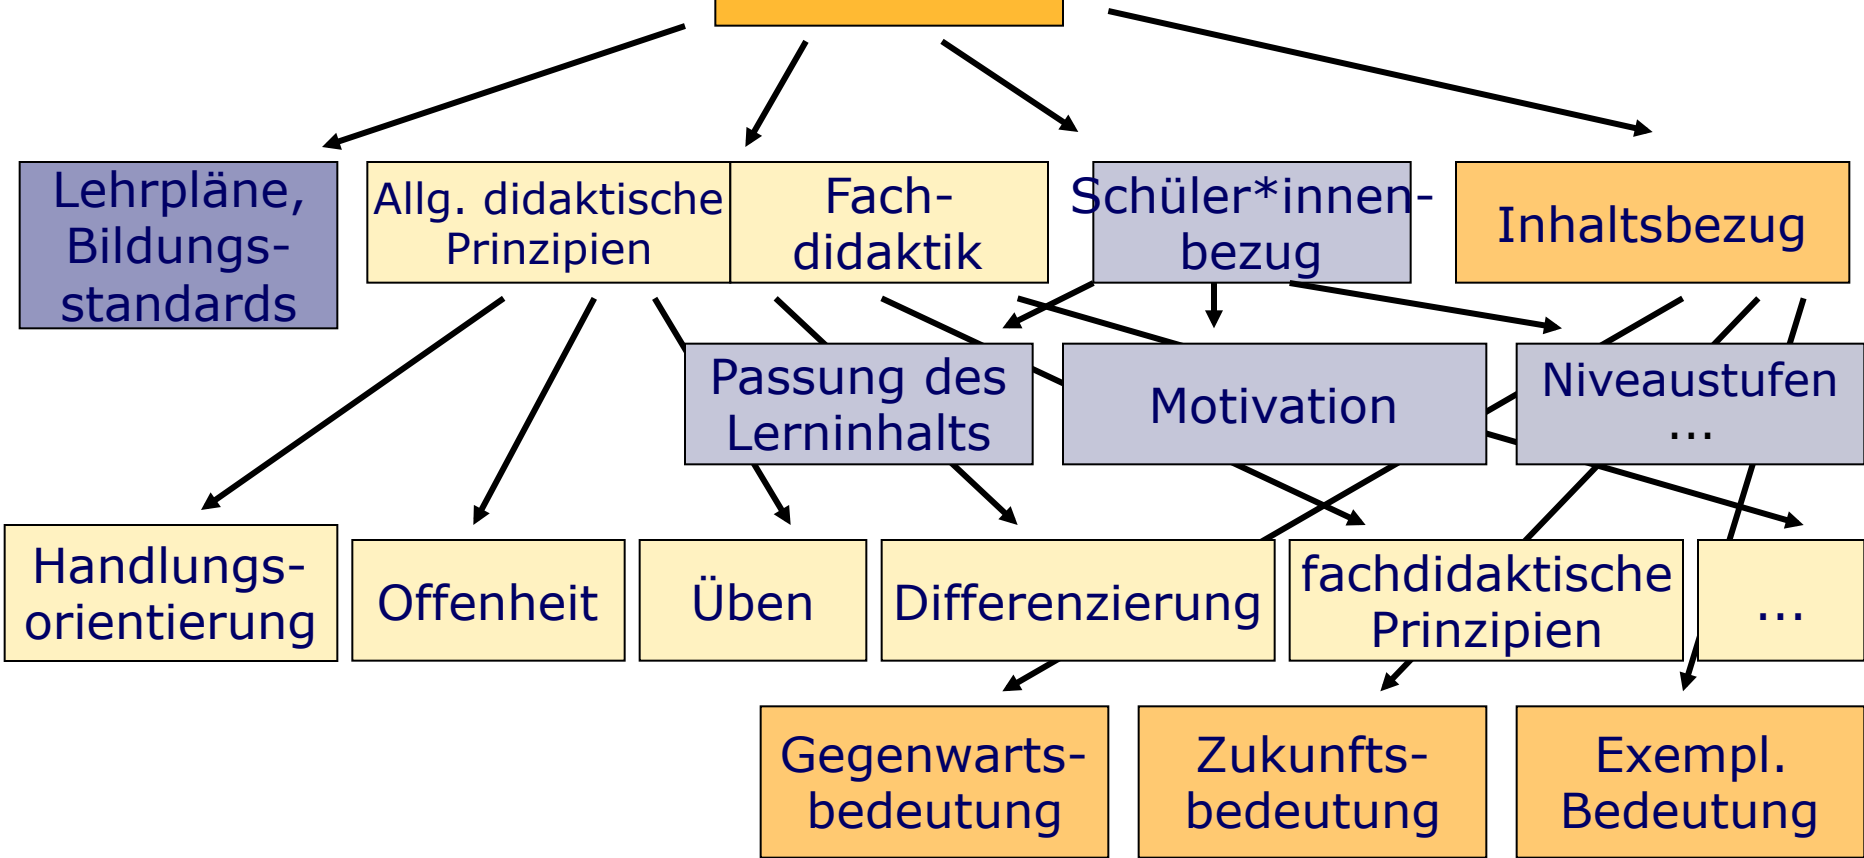 Lehrpläne,
Bildungs-
standards
Allg. didaktische
Prinzipien
Fach-
didaktik
Schüler*innen-
bezug
Inhaltsbezug
Passung des
Lerninhalts
Motivation
Niveaustufen
...
Handlungs-
orientierung
Offenheit
Üben
Differenzierung
fachdidaktische
Prinzipien
...
Gegenwarts-
bedeutung
Zukunfts-
bedeutung
Exempl.
Bedeutung